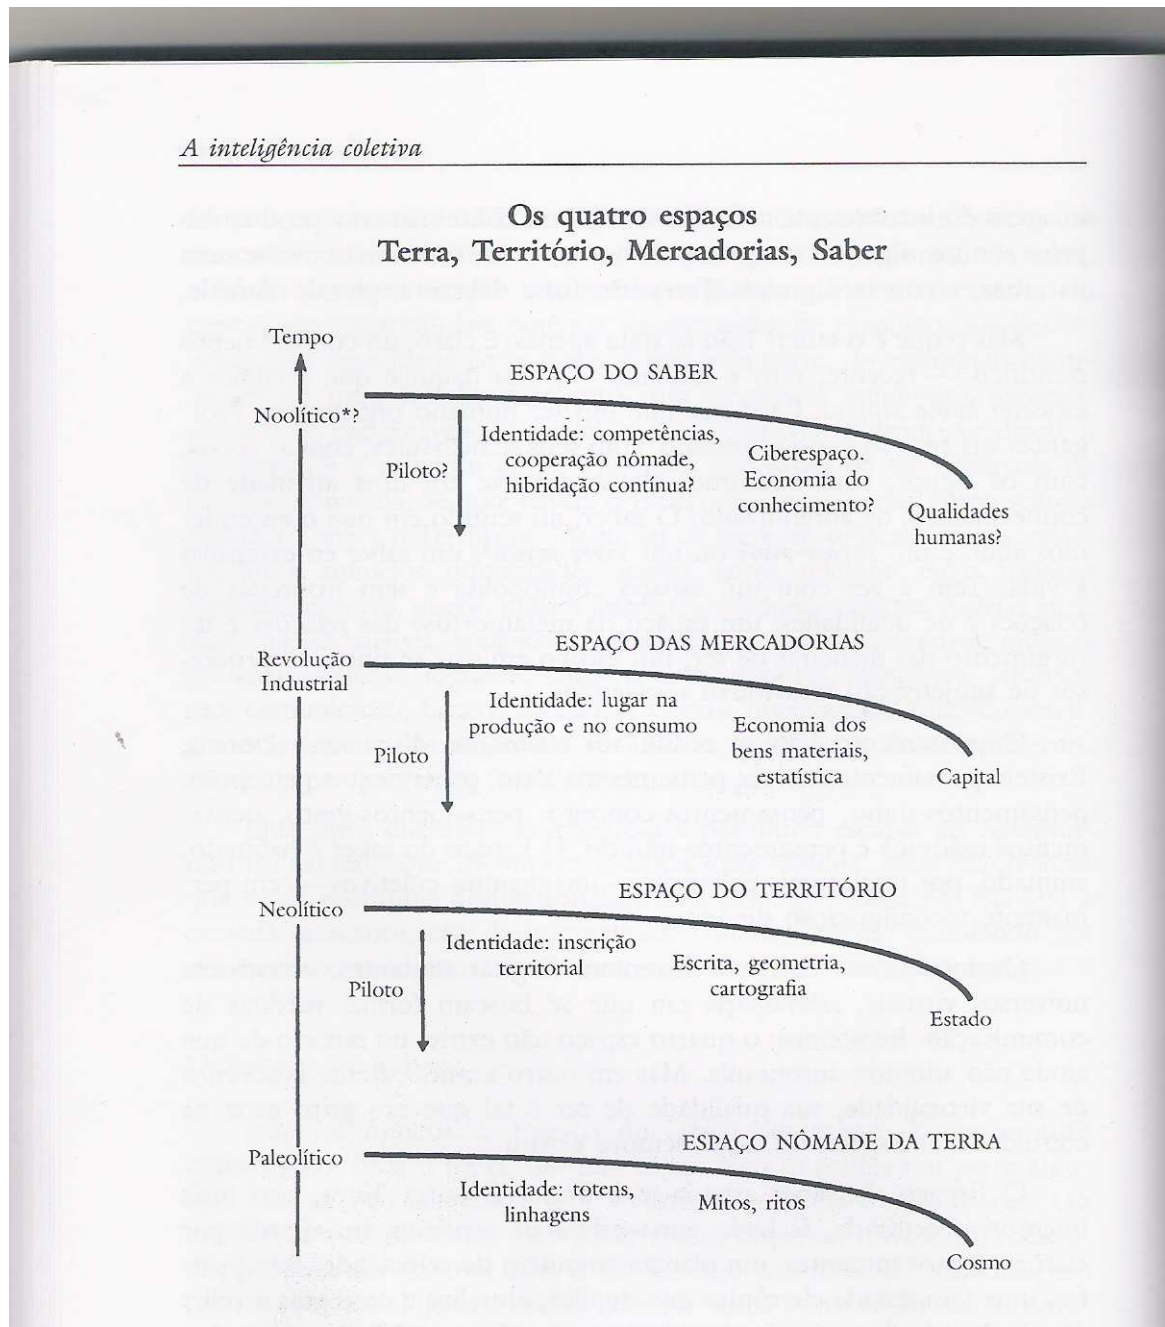 A inteligência coletiva
Os quatro espaços
Terra, Território, Mercadorias, Saber
Tempo
ESPAÇO DO SABER
Noolítico*?
Identidade: competências,
cooperação nômade,
hibridação contínua?
Piloto?
Ciberespaço.
Economia do
conhecimento?
Qualidades
humanas?
ESPAÇO DAS MERCADORIAS
Revolução
Industrial
Identidade: lugar na
produção e no consumo
Piloto
Economia dos
bens materiais,
estatística
Capital
ESPAÇO DO TERRITÓRIO
Neolítico
Identidade: inscrição
territorial
Piloto
Escrita, geometria,
cartografia
Estado
ESPAÇO NÔMADE DA TERRA
Paleolítico
Identidade: totens,
linhagens
Mitos, ritos
Cosmo